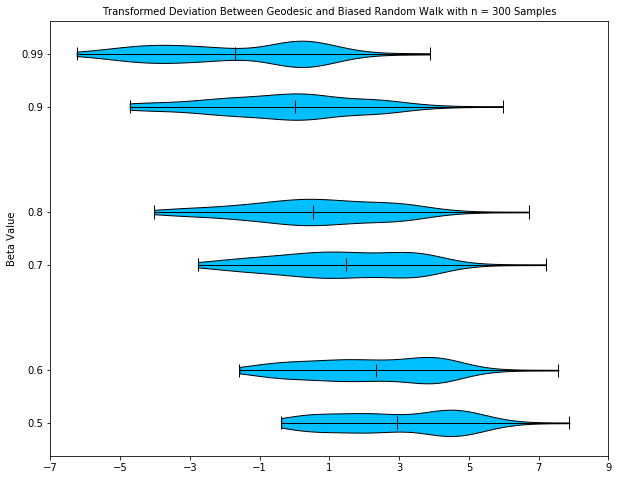 Transformed Deviation Between Geodesic and Biased Random Walk with n = 300 Samples
0.99
0.9
0.8
0.7
0.6
0.5
Beta Value
−7 −5 −3 −1 1 3 5 7 9